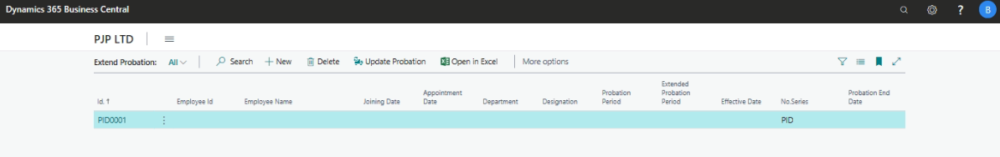 Dynamics 365 Business Central
?
B
PJP LTD
Extend Probation: All Search New Delete Update Probation Open in Excel More options
Id. ↑ Employee Id Employee Name Joining Date Appointment Date Department Designation Probation Period Extended Probation Period Effective Date No.Series Probation End Date
PID0001 PID